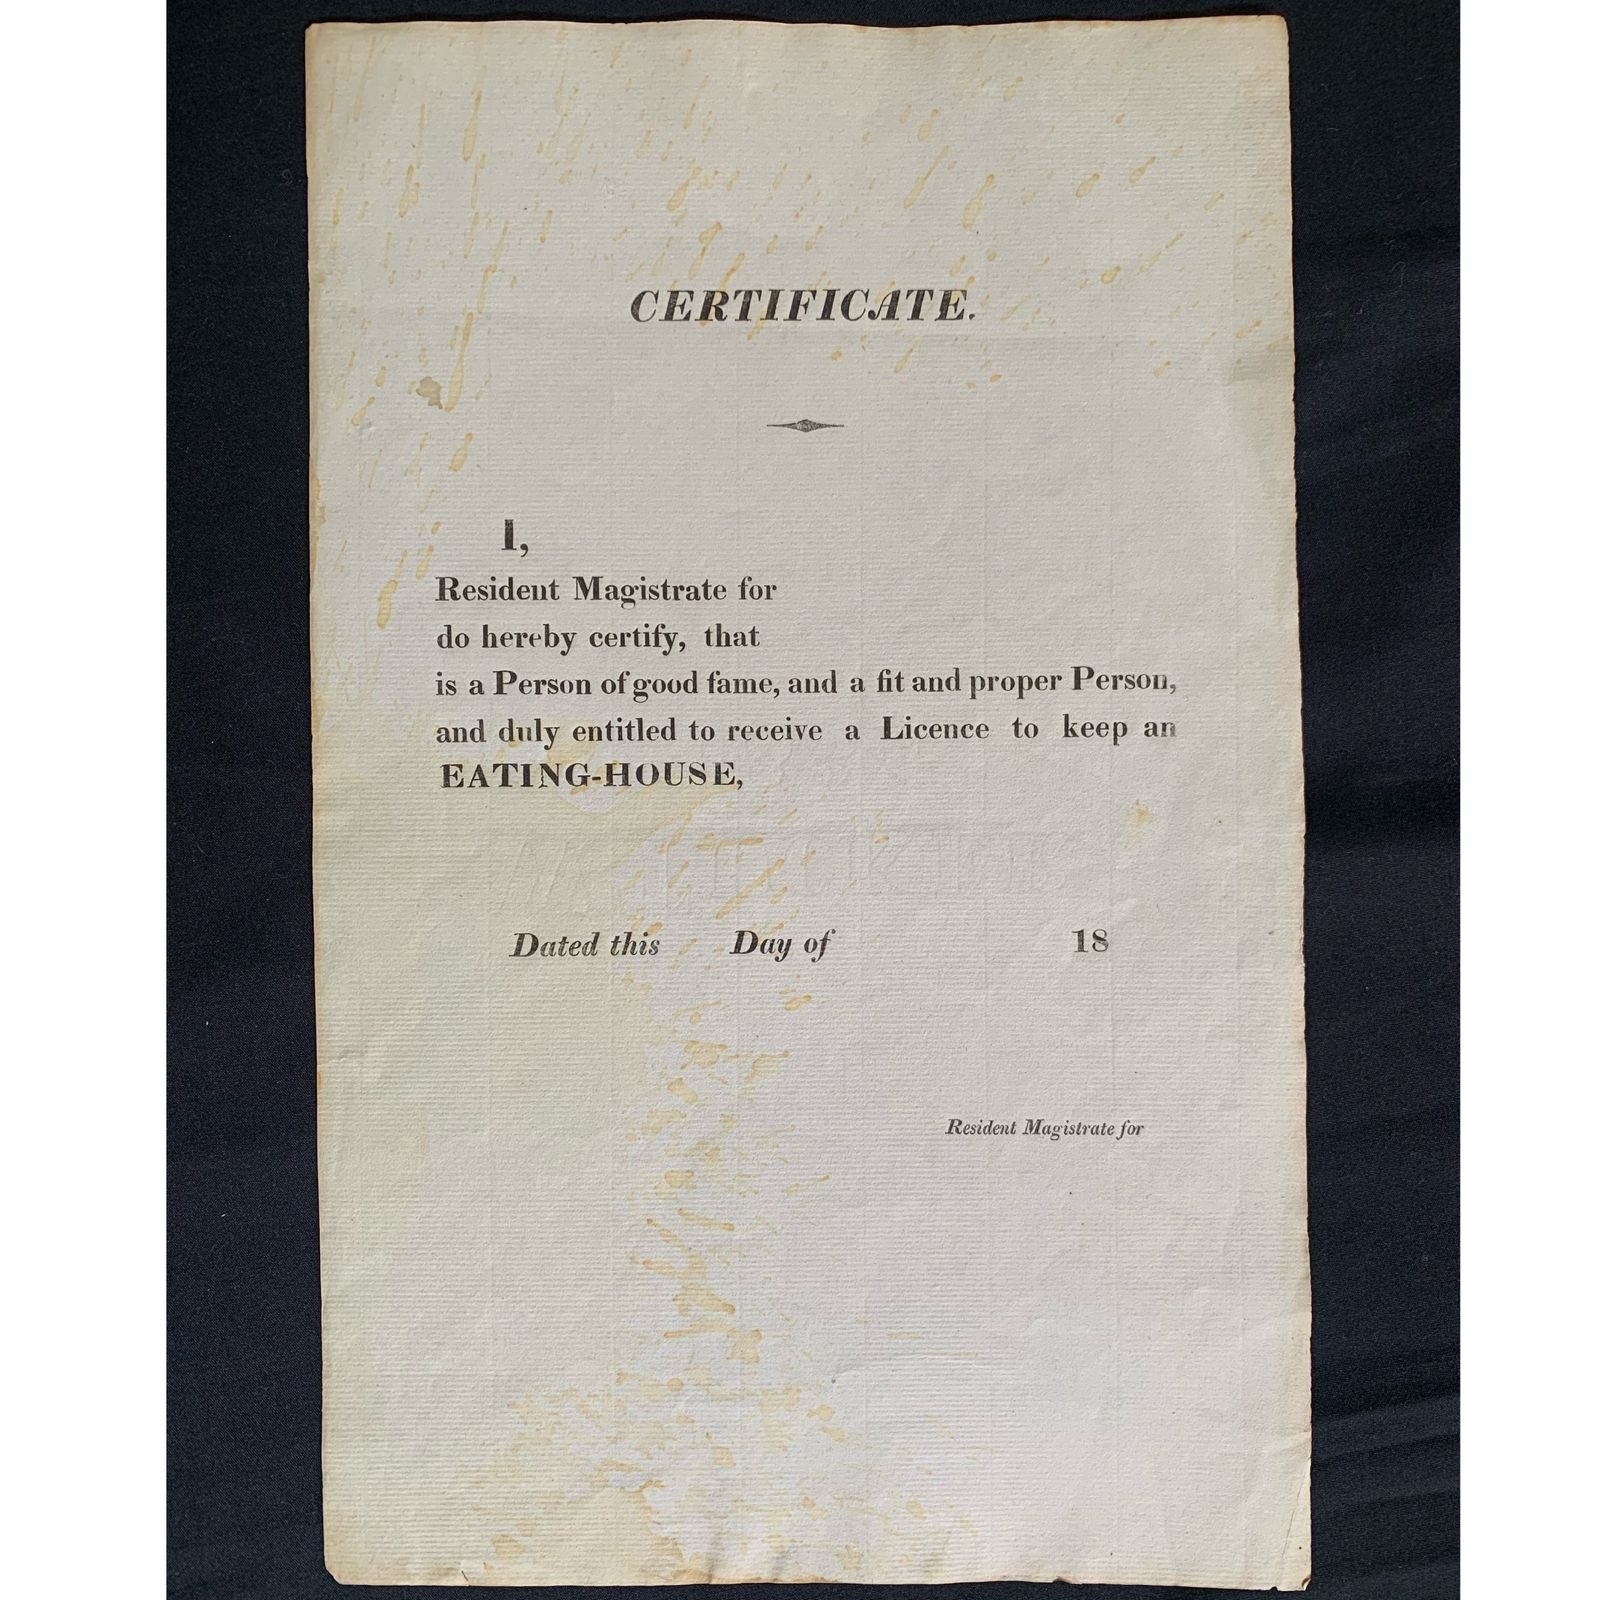 CERTIFICATE.
I,
Resident Magistrate for
do hereby certify, that
is a Person of good fame, and a fit and proper Person,
and duly entitled to receive a Licence to keep an
EATING-HOUSE,
Dated this Day of 18
Resident Magistrate for